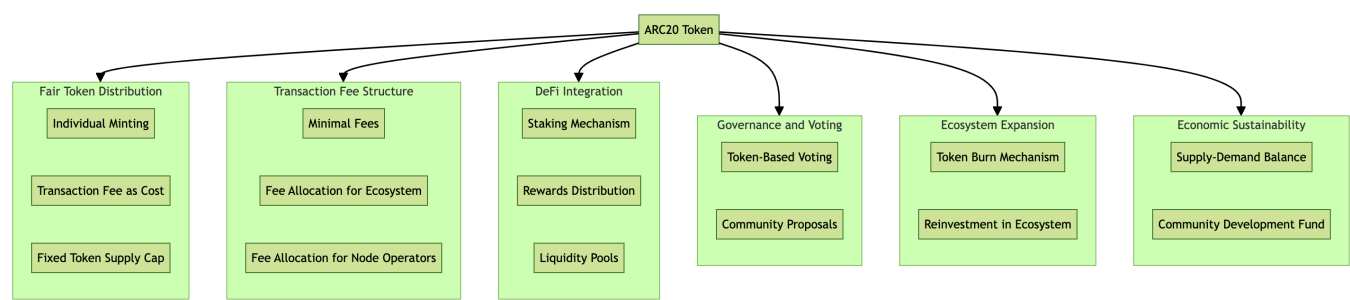 ARC20 Token
Fair Token Distribution
Individual Minting
Transaction Fee as Cost
Fixed Token Supply Cap
Transaction Fee Structure
Minimal Fees
Fee Allocation for Ecosystem
Fee Allocation for Node Operators
DeFi Integration
Staking Mechanism
Rewards Distribution
Liquidity Pools
Governance and Voting
Token-Based Voting
Community Proposals
Ecosystem Expansion
Token Burn Mechanism
Reinvestment in Ecosystem
Economic Sustainability
Supply-Demand Balance
Community Development Fund